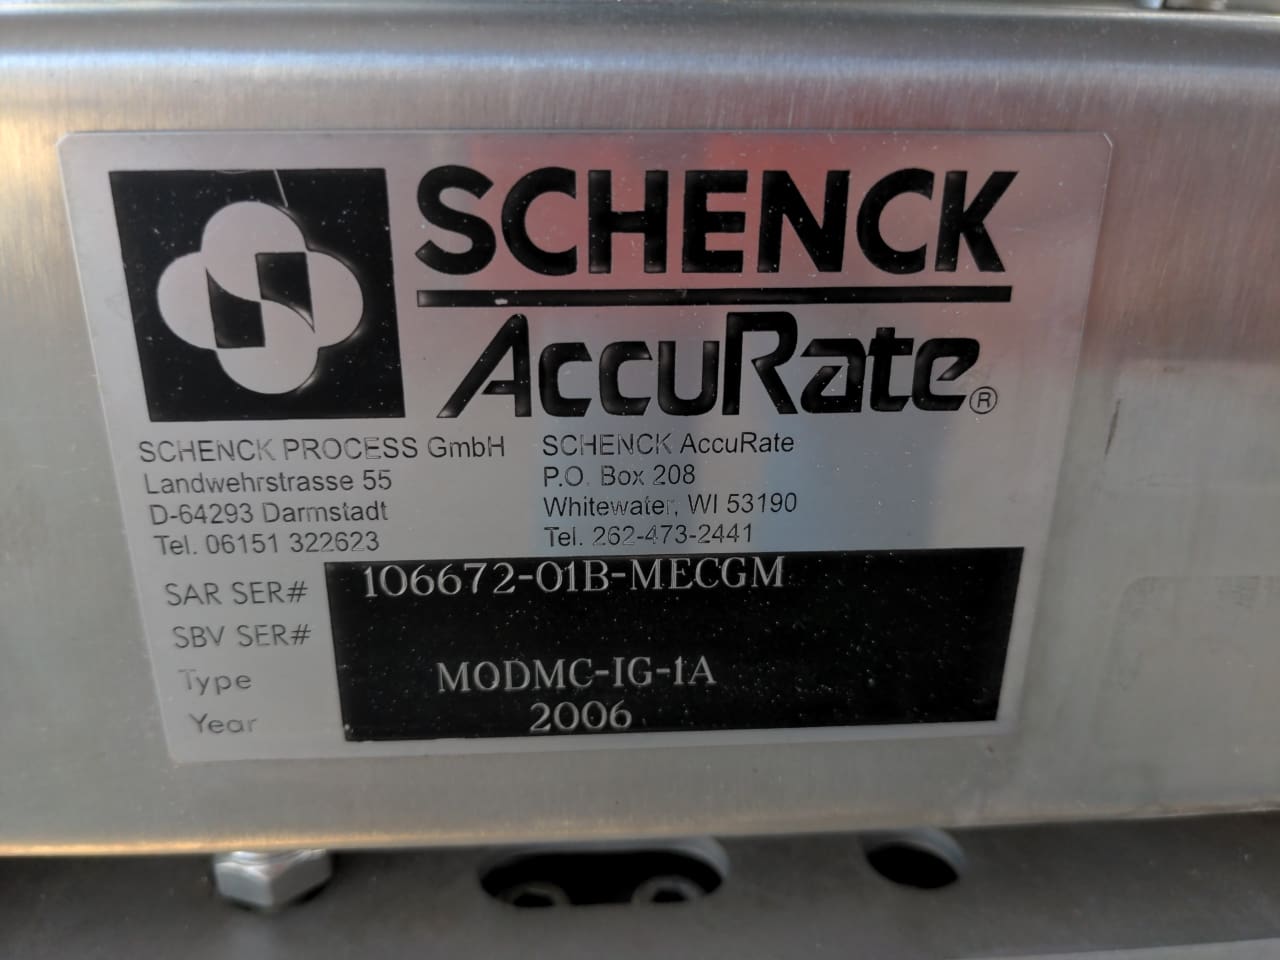 SCHENCK
AccuRate®
SCHENCK PROCESS GmbH
Landwehrstrasse 55
D-64293 Darmstadt
Tel. 06151 322623
SCHENCK AccuRate
P.O. Box 208
Whitewater, WI 53190
Tel. 262-473-2441
SAR SER# 106672-01B-MECGM
SBV SER#
Type MODMC-IG-1A
Year 2006